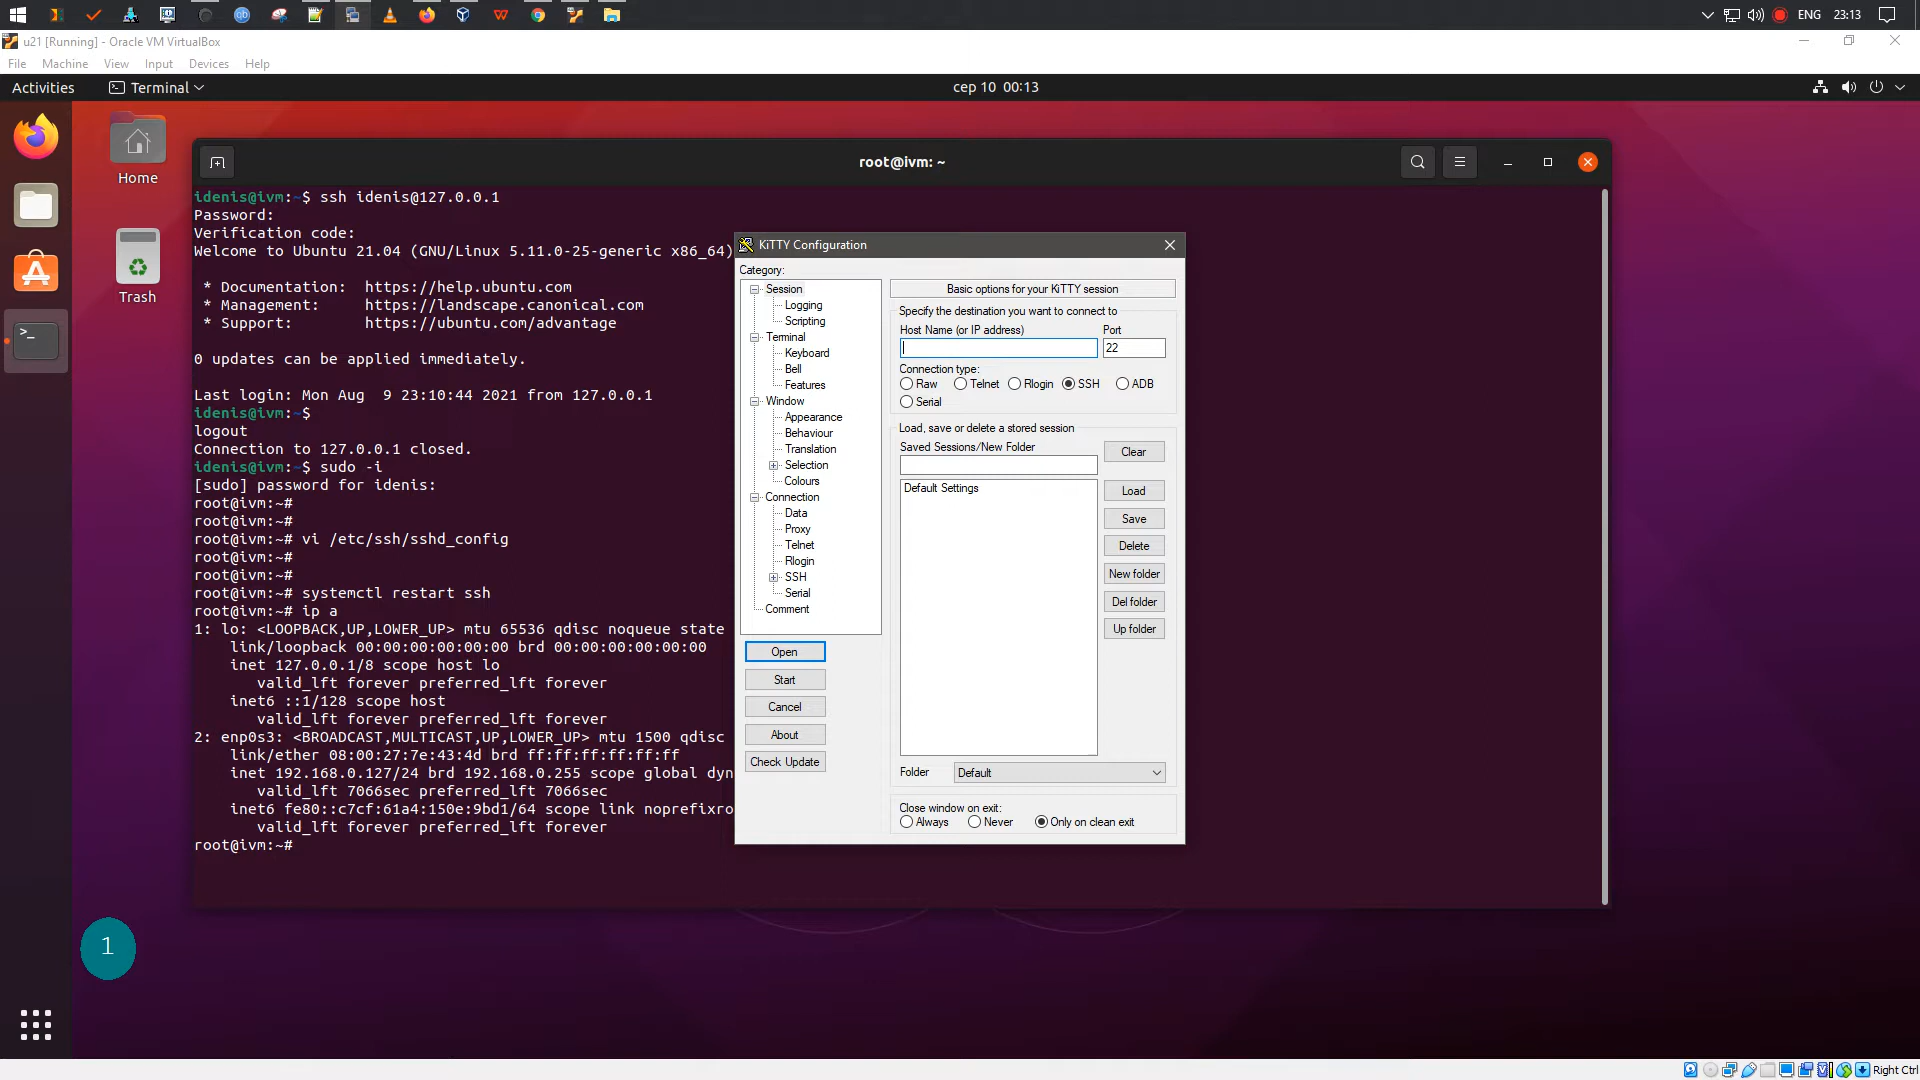 ENG 23:13
u21 [Running] - Oracle VM VirtualBox
File Machine View Input Devices Help
Activities Terminal сер 10 00:13
Home
Trash
root@ivm: ~
idenis@ivm:~$ ssh idenis@127.0.0.1
Password:
Verification code:
Welcome to Ubuntu 21.04 (GNU/Linux 5.11.0-25-generic x86_64)
* Documentation: https://help.ubuntu.com
* Management: https://landscape.canonical.com
* Support: https://ubuntu.com/advantage
0 updates can be applied immediately.
Last login: Mon Aug 9 23:10:44 2021 from 127.0.0.1
idenis@ivm:~$
logout
Connection to 127.0.0.1 closed.
idenis@ivm:~$ sudo -i
[sudo] password for idenis:
root@ivm:~#
root@ivm:~#
root@ivm:~# vi /etc/ssh/sshd_config
root@ivm:~#
root@ivm:~#
root@ivm:~# systemctl restart ssh
root@ivm:~# ip a
1: lo: <LOOPBACK,UP,LOWER_UP> mtu 65536 qdisc noqueue state
link/loopback 00:00:00:00:00:00 brd 00:00:00:00:00:00
inet 127.0.0.1/8 scope host lo
valid_lft forever preferred_lft forever
inet6 ::1/128 scope host
valid_lft forever preferred_lft forever
2: enp0s3: <BROADCAST,MULTICAST,UP,LOWER_UP> mtu 1500 qdisc
link/ether 08:00:27:7e:43:4d brd ff:ff:ff:ff:ff:ff
inet 192.168.0.127/24 brd 192.168.0.255 scope global dyn
valid_lft 7066sec preferred_lft 7066sec
inet6 fe80::c7cf:61a4:150e:9bd1/64 scope link noprefixro
valid_lft forever preferred_lft forever
root@ivm:~#
KiTTY Configuration
Category:
Session
Logging
Scripting
Terminal
Keyboard
Bell
Features
Window
Appearance
Behaviour
Translation
Selection
Colours
Connection
Data
Proxy
Telnet
Rlogin
SSH
Serial
Comment
Open
Start
Cancel
About
Check Update
Basic options for your KiTTY session
Specify the destination you want to connect to
Host Name (or IP address) Port
22
Connection type:
Raw Telnet Rlogin SSH ADB
Serial
Load, save or delete a stored session
Saved Sessions/New Folder
Clear
Default Settings
Load
Save
Delete
New folder
Del folder
Up folder
Folder Default
Close window on exit:
Always Never Only on clean exit
1
Right Ctrl